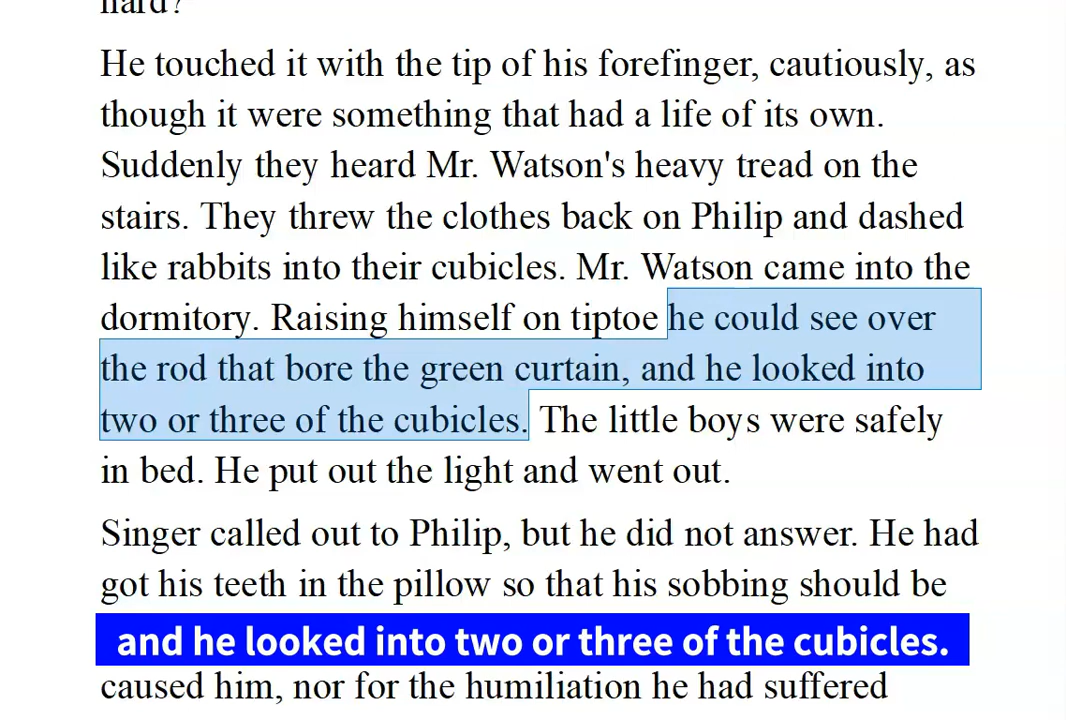 hard?
He touched it with the tip of his forefinger, cautiously, as
though it were something that had a life of its own.
Suddenly they heard Mr. Watson's heavy tread on the
stairs. They threw the clothes back on Philip and dashed
like rabbits into their cubicles. Mr. Watson came into the
dormitory. Raising himself on tiptoe he could see over
the rod that bore the green curtain, and he looked into
two or three of the cubicles. The little boys were safely
in bed. He put out the light and went out.
Singer called out to Philip, but he did not answer. He had
got his teeth in the pillow so that his sobbing should be
and he looked into two or three of the cubicles.
caused him, nor for the humiliation he had suffered